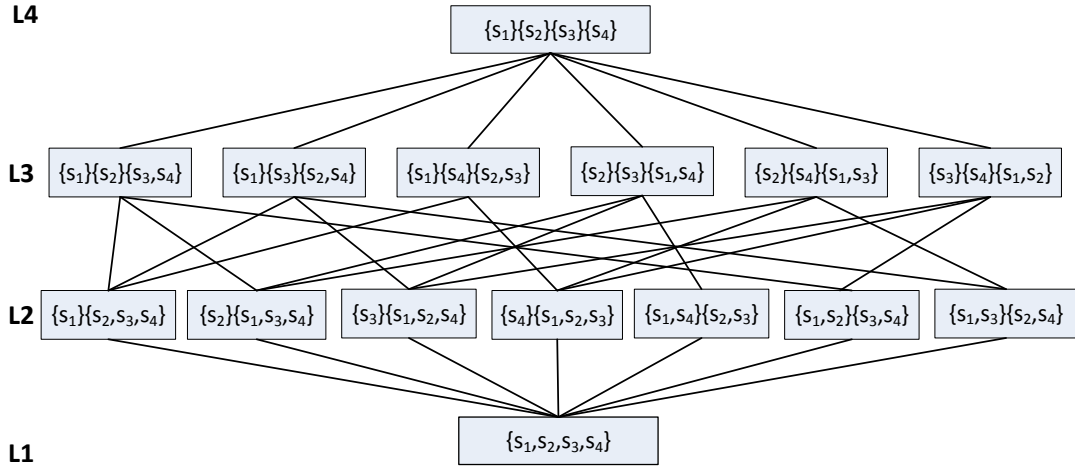 L4
{s₁}{s₂}{s₃}{s₄}
L3
{s₁}{s₂}{s₃,s₄}
{s₁}{s₃}{s₂,s₄}
{s₁}{s₄}{s₂,s₃}
{s₂}{s₃}{s₁,s₄}
{s₂}{s₄}{s₁,s₃}
{s₃}{s₄}{s₁,s₂}
L2
{s₁}{s₂,s₃,s₄}
{s₂}{s₁,s₃,s₄}
{s₃}{s₁,s₂,s₄}
{s₄}{s₁,s₂,s₃}
{s₁,s₄}{s₂,s₃}
{s₁,s₂}{s₃,s₄}
{s₁,s₃}{s₂,s₄}
{s₁,s₂,s₃,s₄}
L1